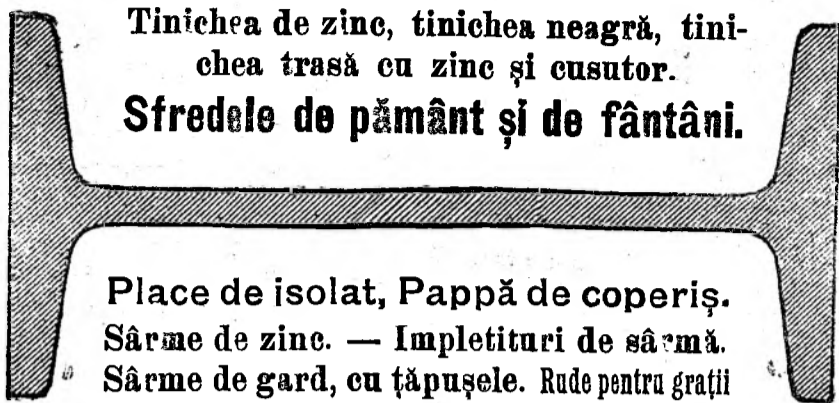 Tinichea de zinc, tinichea neagră, tini-
chea trasă cu zinc și cusutor.
Sfredele de pământ și de fântâni.
Place de isolat, Pappă de coperiș.
Sârme de zinc. — Impletituri de sârmă.
Sârme de gard, cu țăpușele. Rude pentru grații